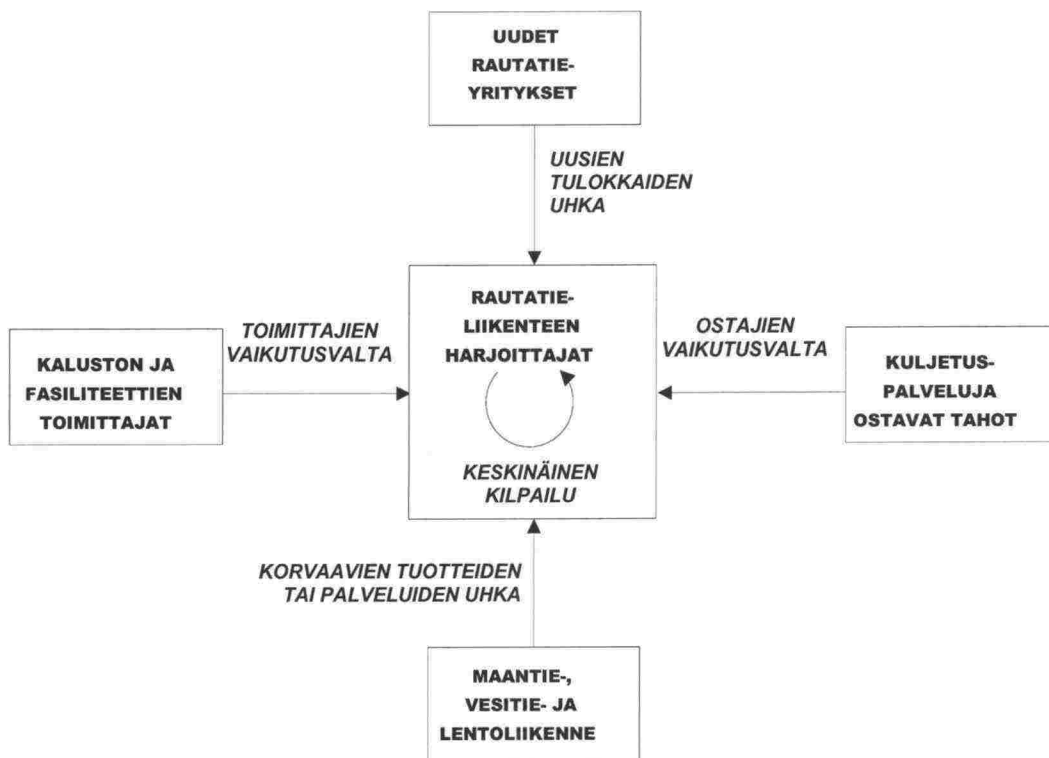 UUDET
RAUTATIE-
YRITYKSET
UUSIEN
TULOKKAIDEN
UHKA
RAUTATIE-
LIIKENTEEN
HARJOITTAJAT
TOIMITTAJIEN
VAIKUTUSVALTA
OSTAJIEN
VAIKUTUSVALTA
KALUSTON JA
FASILITEETTIEN
TOIMITTAJAT
KULJETUS-
PALVELUJA
OSTAVAT TAHOT
KESKINÄINEN
KILPAILU
KORVAAVIEN TUOTTEIDEN
TAI PALVELUIDEN UHKA
MAANTIE-,
VESITIE- JA
LENTOLIIKENNE